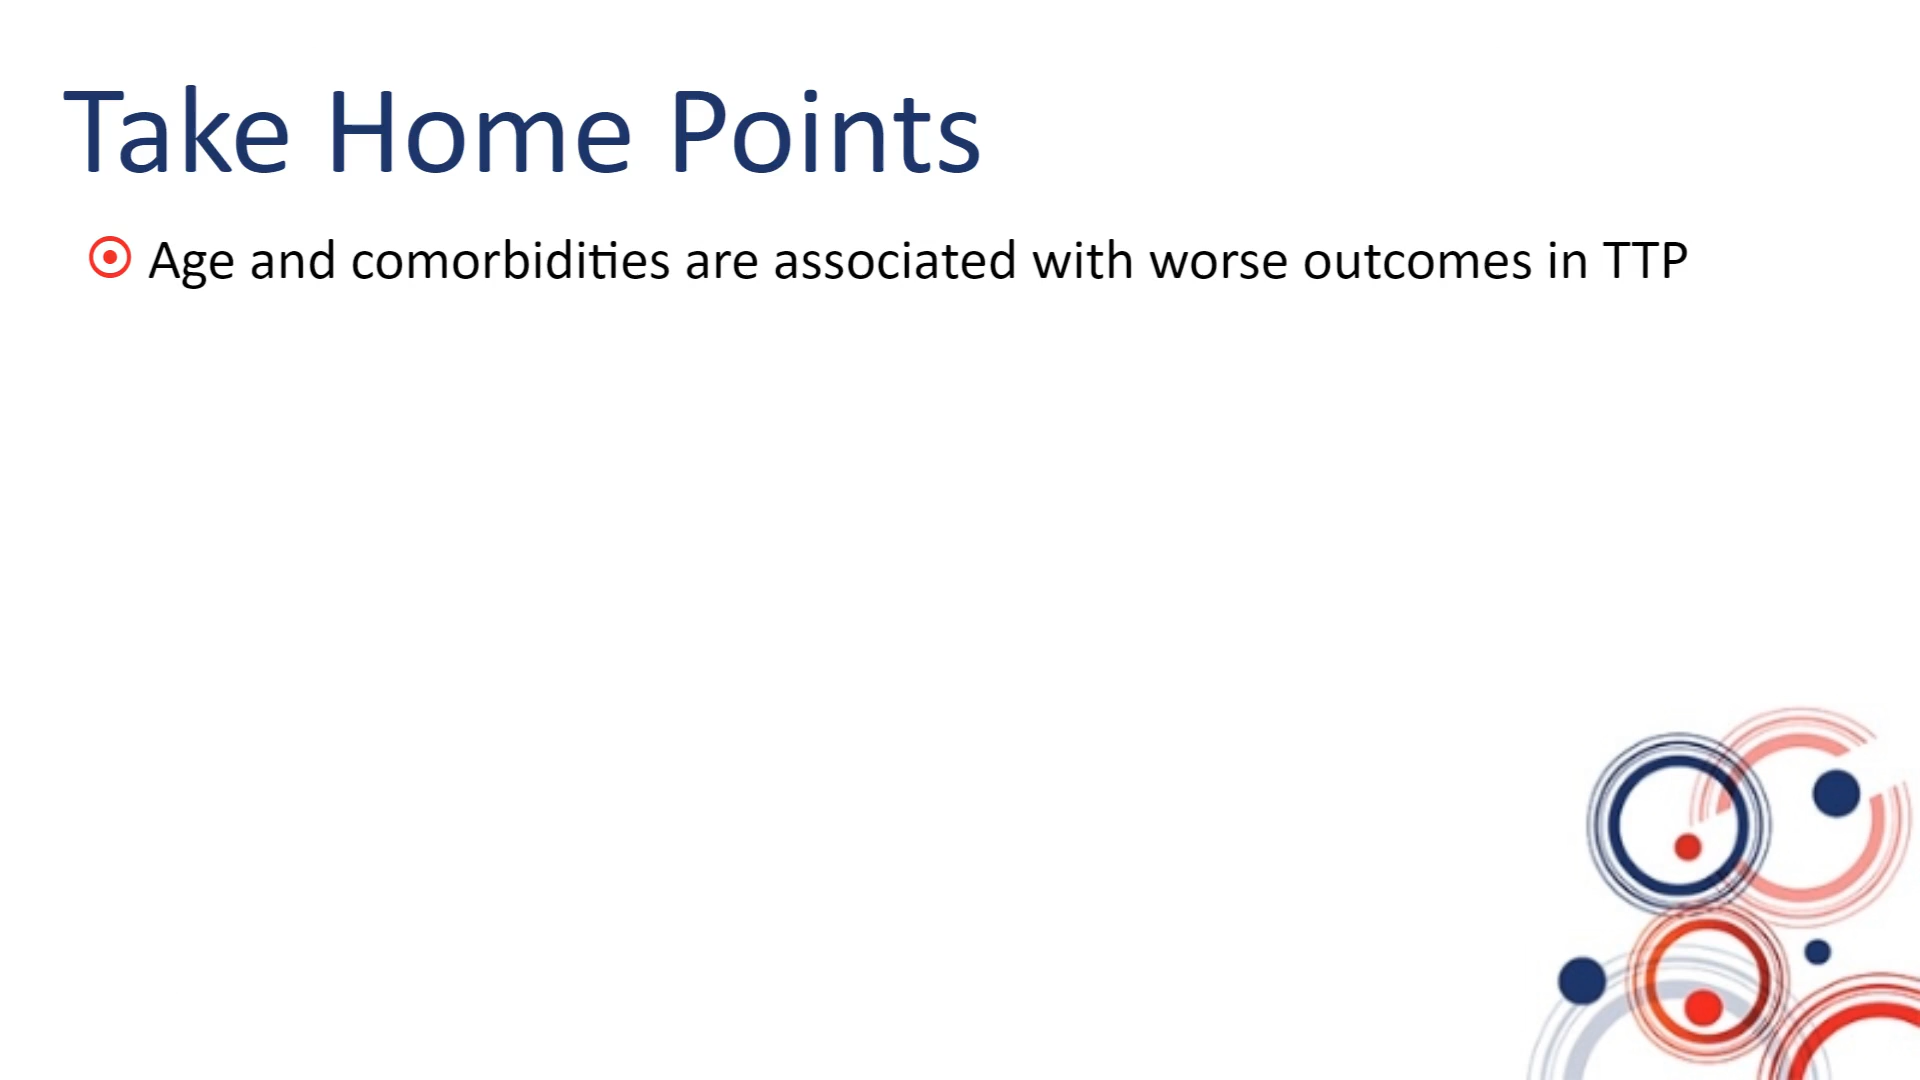 Take Home Points
Age and comorbidities are associated with worse outcomes in TTP